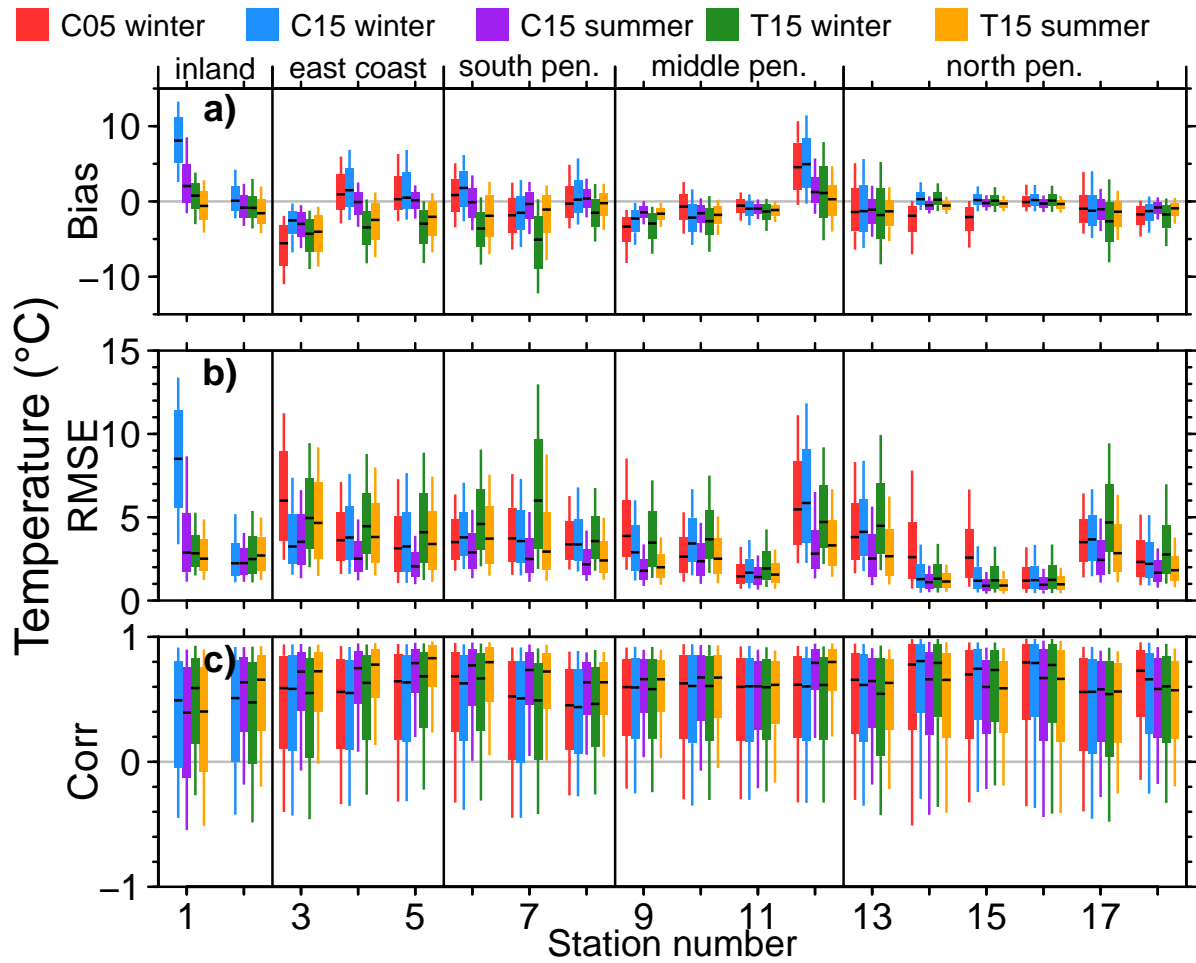 C05 winter C15 winter C15 summer T15 winter T15 summer
inland east coast south pen. middle pen. north pen.
a)
10
0
−10
Bias
b)
15
10
5
0
RMSE
Temperature (°C)
c)
1
0
−1
Corr
1 3 5 7 9 11 13 15 17
Station number